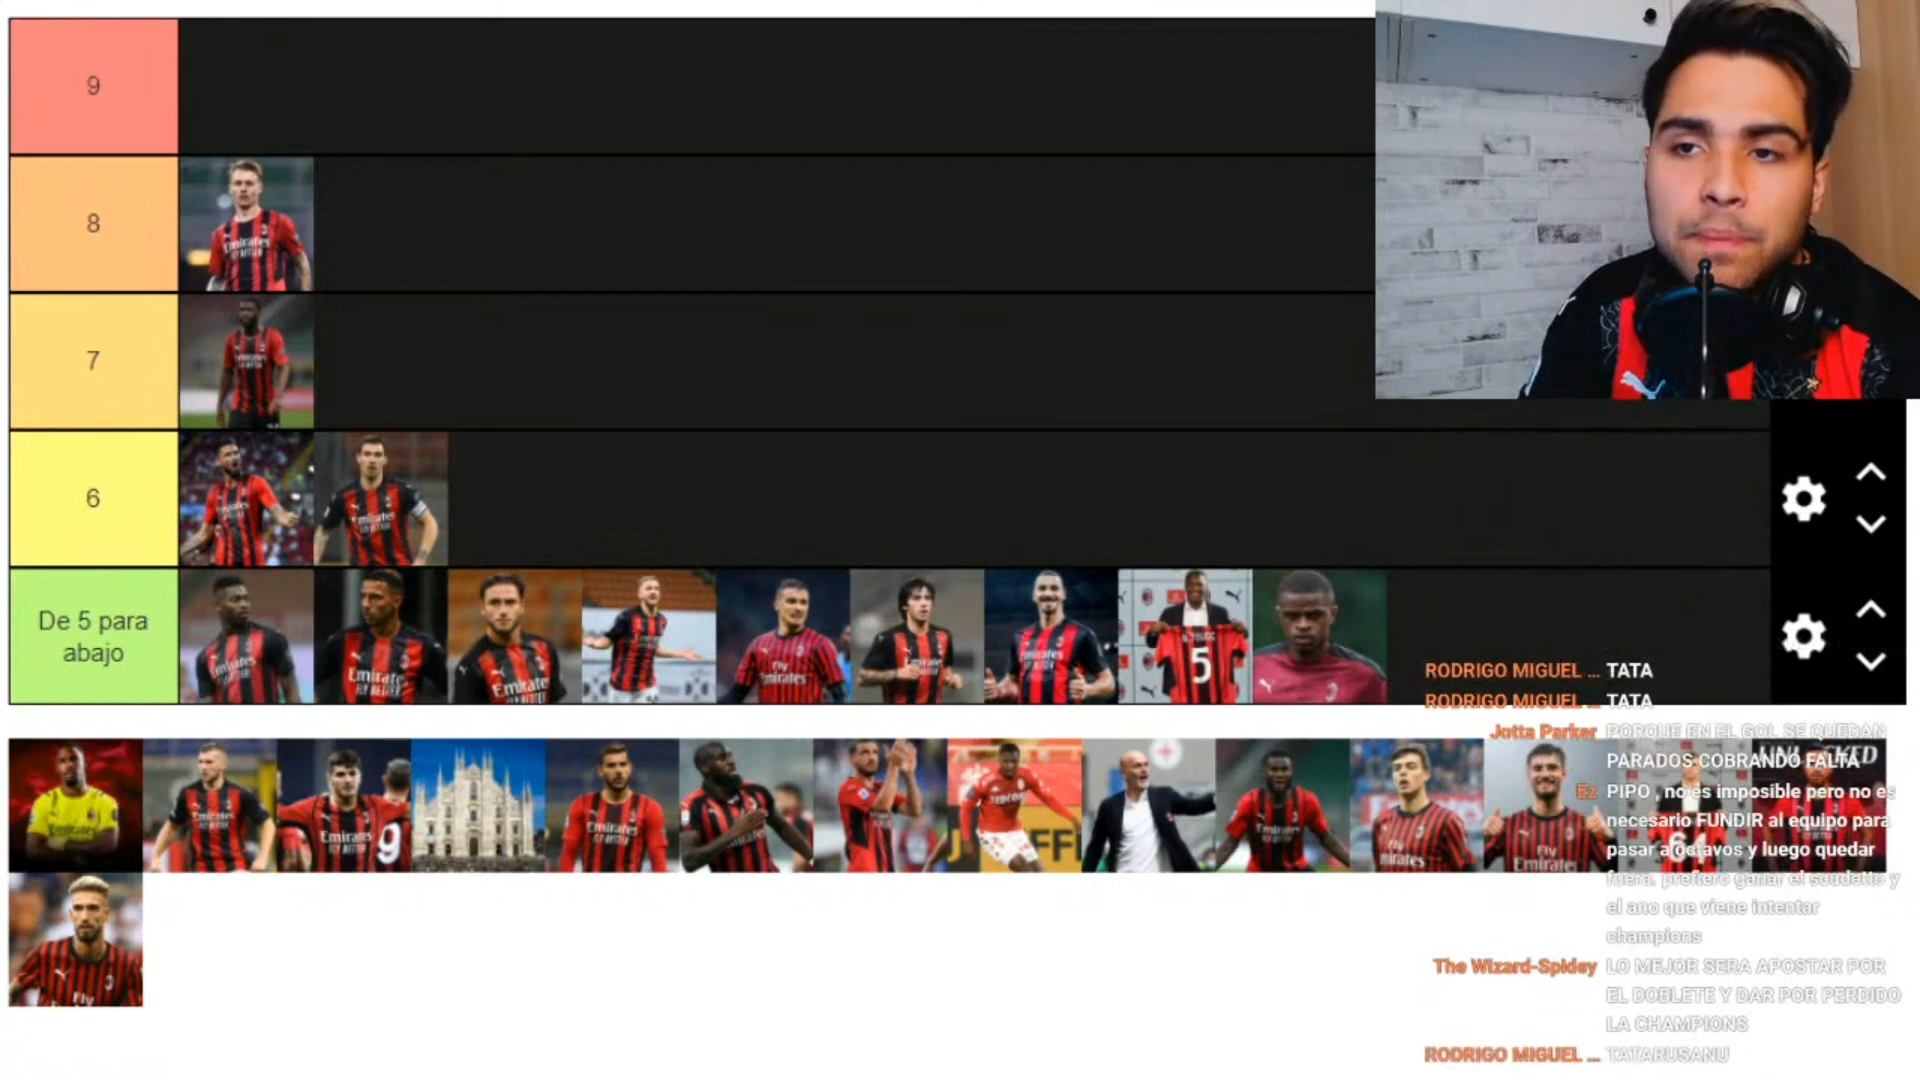 9
8
7
6
De 5 para
abajo
5
RODRIGO MIGUEL ... TATA
RODRIGO MIGUEL ... TATA
Jotta Parker PORQUE EN EL GOL SE QUEDAN
PARADOS COBRANDO FALTA
Ez PIPO , no es imposible pero no es
necesario FUNDIR al equipo para
pasar a octavos y luego quedar
fuera. prefiero ganar el scudetto y
el ano que viene intentar
champions
The Wizard-Spidey LO MEJOR SERA APOSTAR POR
EL DOBLETE Y DAR POR PERDIDO
LA CHAMPIONS
RODRIGO MIGUEL ... TATARUSANU